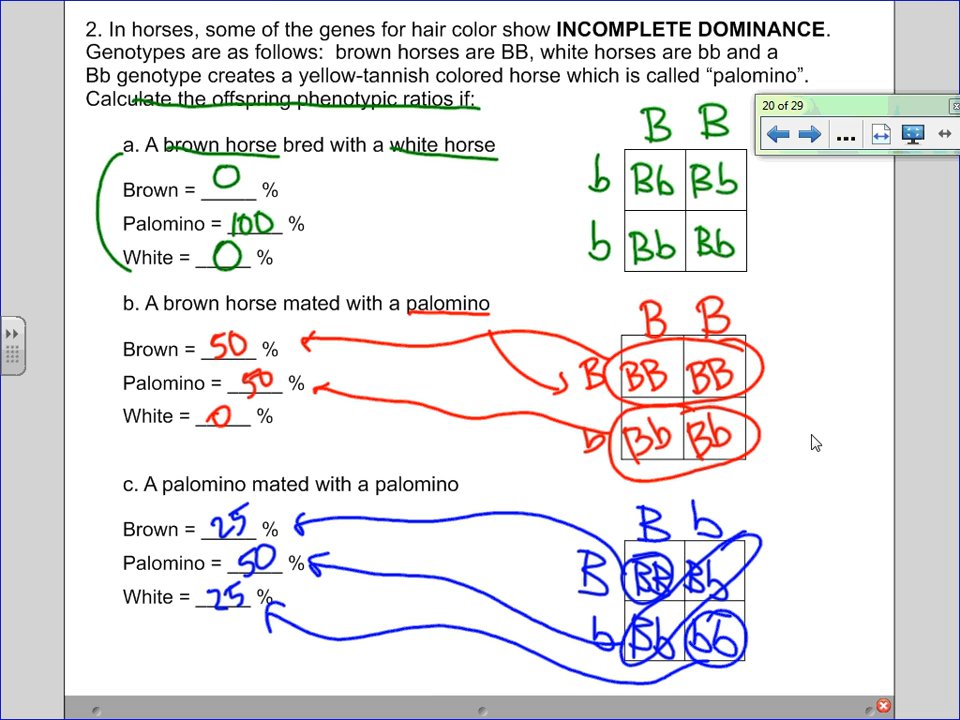 2. In horses, some of the genes for hair color show INCOMPLETE DOMINANCE.
Genotypes are as follows:  brown horses are BB, white horses are bb and a
Bb genotype creates a yellow-tannish colored horse which is called “palomino”.
Calculate the offspring phenotypic ratios if:
20 of 29
...
a. A brown horse bred with a white horse
Brown = 0 %
Palomino = 100 %
White = 0 %
B B
b Bb Bb
b Bb Bb
b. A brown horse mated with a palomino
Brown = 50 %
Palomino = 50 %
White = 0 %
B B
B BB BB
b Bb Bb
c. A palomino mated with a palomino
Brown = 25 %
Palomino = 50 %
White = 25 %
B b
B BB Bb
b Bb bb